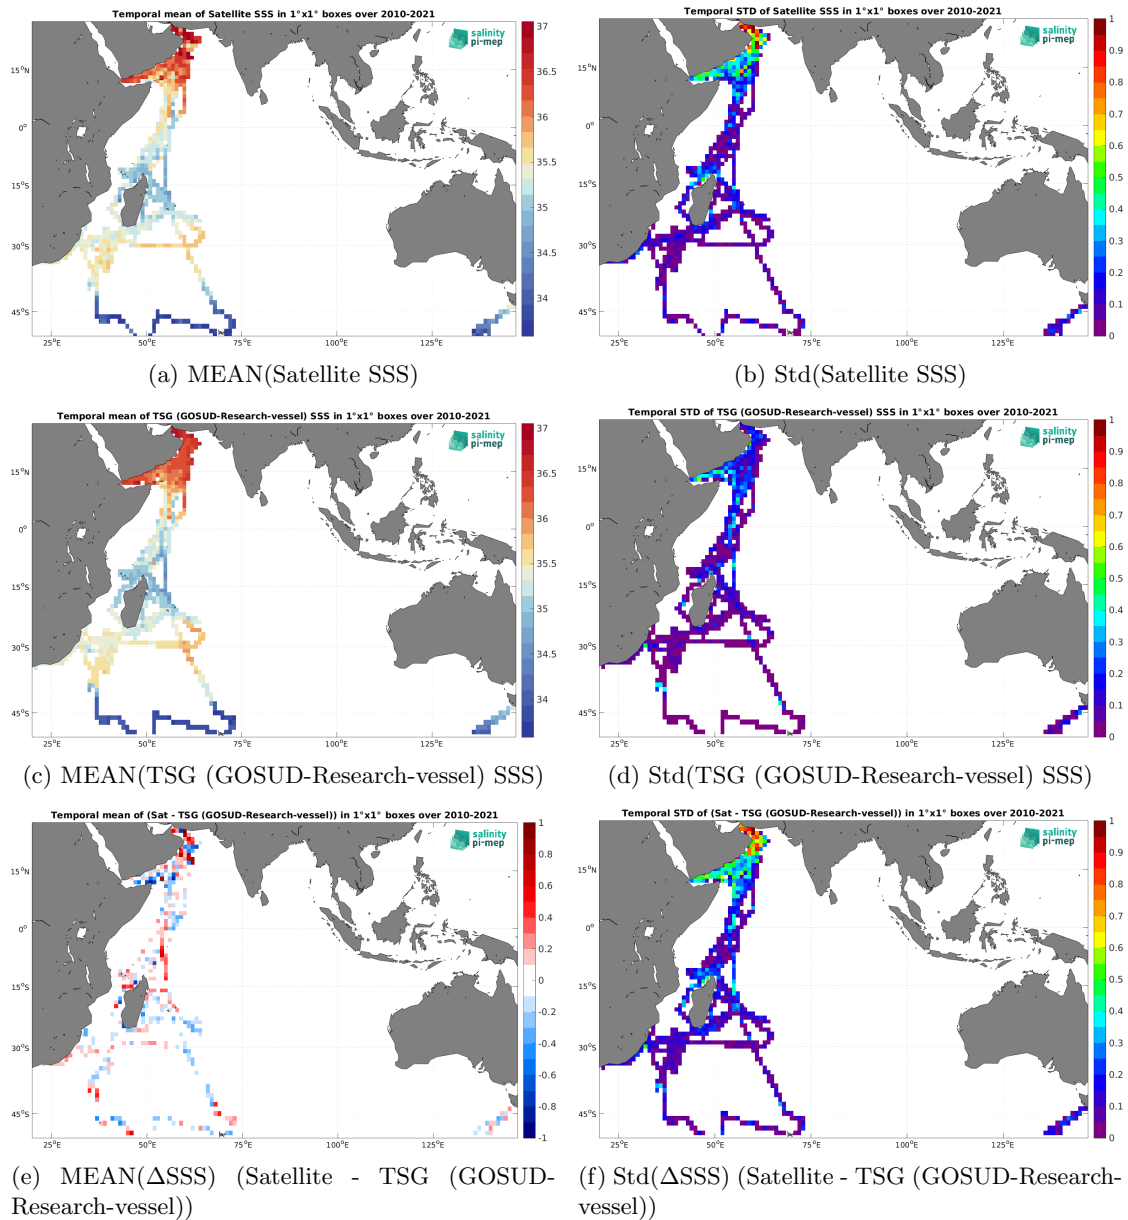 Temporal mean of Satellite SSS in 1°x1° boxes over 2010-2021
salinity
pi-mep
15°N
0°
15°S
30°S
45°S
25°E 50°E 75°E 100°E 125°E
37
36.5
36
35.5
35
34.5
34
(a) MEAN(Satellite SSS)
Temporal STD of Satellite SSS in 1°x1° boxes over 2010-2021
salinity
pi-mep
15°N
0°
15°S
30°S
45°S
25°E 50°E 75°E 100°E 125°E
1
0.9
0.8
0.7
0.6
0.5
0.4
0.3
0.2
0.1
0
(b) Std(Satellite SSS)
Temporal mean of TSG (GOSUD-Research-vessel) SSS in 1°x1° boxes over 2010-2021
salinity
pi-mep
15°N
0°
15°S
30°S
45°S
25°E 50°E 75°E 100°E 125°E
37
36.5
36
35.5
35
34.5
34
(c) MEAN(TSG (GOSUD-Research-vessel) SSS)
Temporal STD of TSG (GOSUD-Research-vessel) SSS in 1°x1° boxes over 2010-2021
salinity
pi-mep
15°N
0°
15°S
30°S
45°S
25°E 50°E 75°E 100°E 125°E
1
0.9
0.8
0.7
0.6
0.5
0.4
0.3
0.2
0.1
0
(d) Std(TSG (GOSUD-Research-vessel) SSS)
Temporal mean of (Sat - TSG (GOSUD-Research-vessel)) in 1°x1° boxes over 2010-2021
salinity
pi-mep
15°N
0°
15°S
30°S
45°S
25°E 50°E 75°E 100°E 125°E
1
0.8
0.6
0.4
0.2
0
-0.2
-0.4
-0.6
-0.8
-1
(e) MEAN(ΔSSS) (Satellite - TSG (GOSUD-
Research-vessel))
Temporal STD of (Sat - TSG (GOSUD-Research-vessel)) in 1°x1° boxes over 2010-2021
salinity
pi-mep
15°N
0°
15°S
30°S
45°S
25°E 50°E 75°E 100°E 125°E
1
0.9
0.8
0.7
0.6
0.5
0.4
0.3
0.2
0.1
0
(f) Std(ΔSSS) (Satellite - TSG (GOSUD-Research-
vessel))